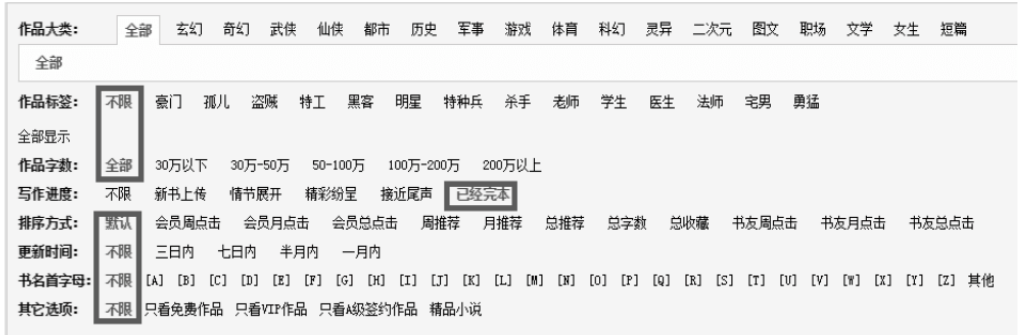 作品大类： 全部 玄幻 奇幻 武侠 仙侠 都市 历史 军事 游戏 体育 科幻 灵异 二次元 图文 职场 文学 女生 短篇
全部
作品标签： 不限 豪门 孤儿 盗贼 特工 黑客 明星 特种兵 杀手 老师 学生 医生 法师 宅男 勇猛
全部显示
作品字数： 全部 30万以下 30万-50万 50-100万 100万-200万 200万以上
写作进度： 不限 新书上传 情节展开 精彩纷呈 接近尾声 已经完本
排序方式： 默认 会员周点击 会员月点击 会员总点击 周推荐 月推荐 总推荐 总字数 总收藏 书友周点击 书友月点击 书友总点击
更新时间： 不限 三日内 七日内 半月内 一月内
书名首字母： 不限 [A] [B] [C] [D] [E] [F] [G] [H] [I] [J] [K] [L] [M] [N] [O] [P] [Q] [R] [S] [T] [U] [V] [W] [X] [Y] [Z] 其他
其它选项： 不限 只看免费作品 只看VIP作品 只看A级签约作品 精品小说